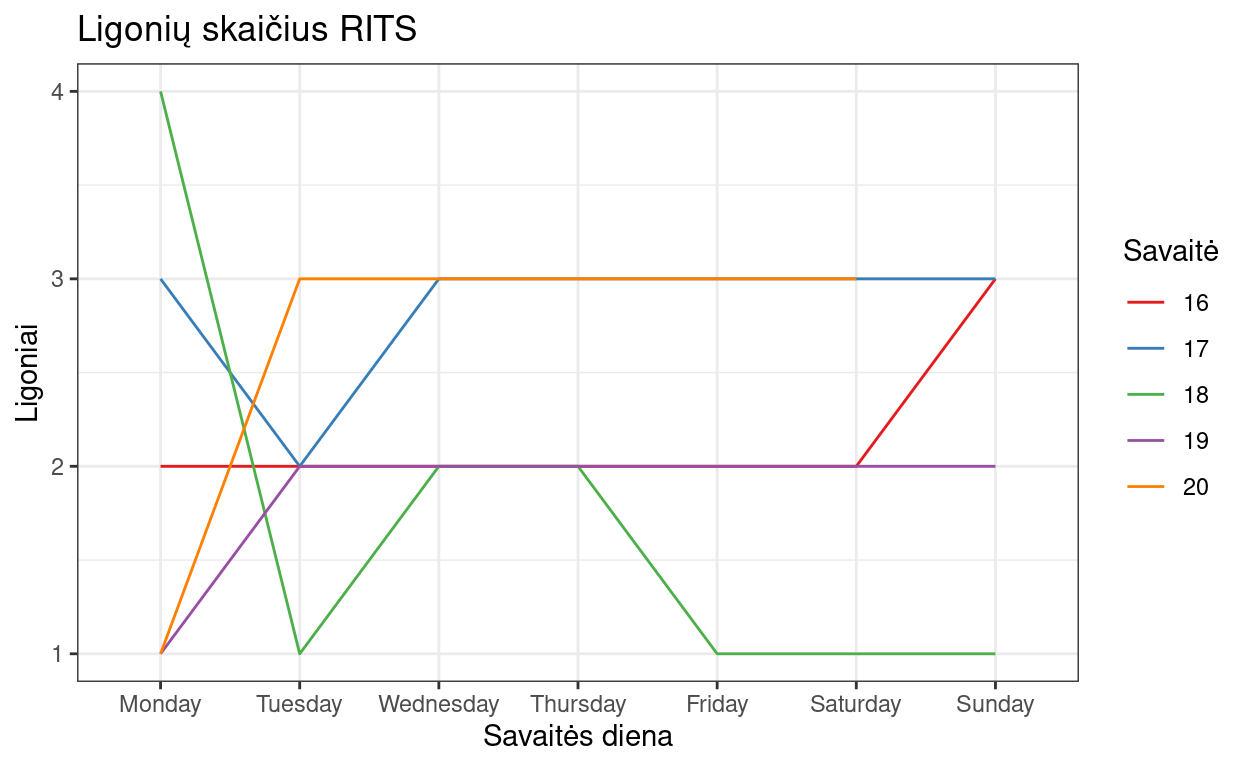 Ligonių skaičius RITS
4
3
2
1
Ligoniai
Monday Tuesday Wednesday Thursday Friday Saturday Sunday
Savaitės diena
Savaitė
16
17
18
19
20